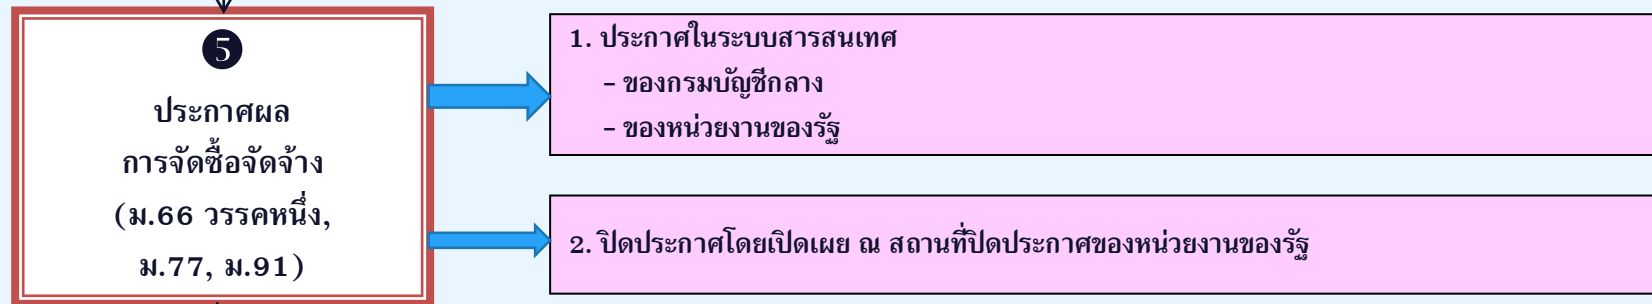 ❺
ประกาศผล
การจัดซื้อจัดจ้าง
(ม.66 วรรคหนึ่ง,
ม.77, ม.91)
1. ประกาศในระบบสารสนเทศ
– ของกรมบัญชีกลาง
– ของหน่วยงานของรัฐ
2. ปิดประกาศโดยเปิดเผย ณ สถานที่ปิดประกาศของหน่วยงานของรัฐ